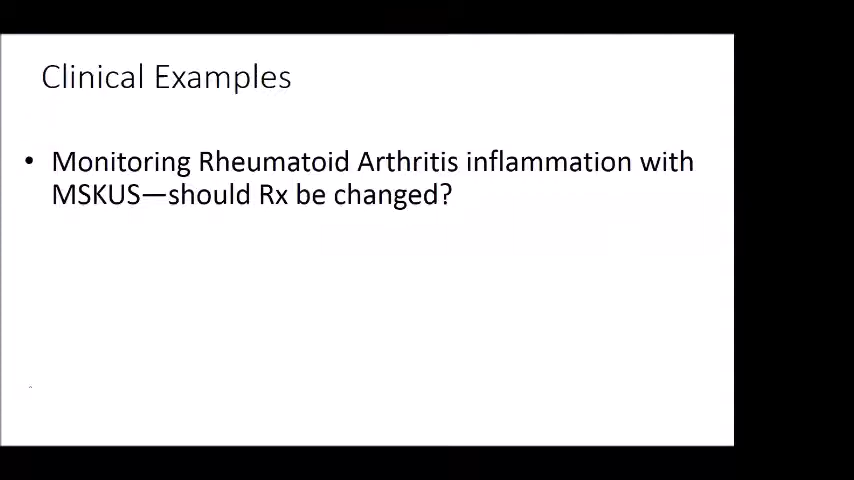 Clinical Examples
• Monitoring Rheumatoid Arthritis inflammation with
MSKUS—should Rx be changed?